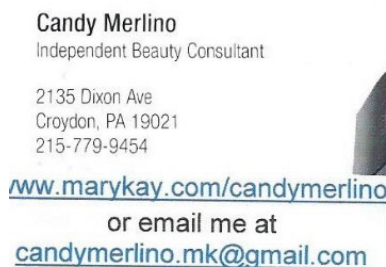 Candy Merlino
Independent Beauty Consultant
2135 Dixon Ave
Croydon, PA 19021
215-779-9454
www.marykay.com/candymerlino
or email me at
candymerlino.mk@gmail.com